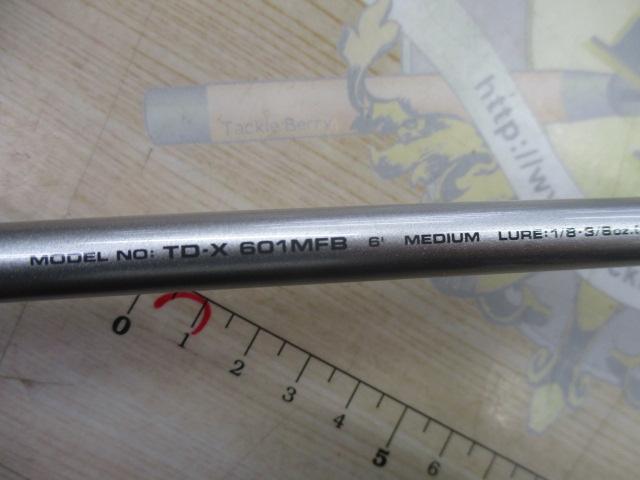 Tackle Berry
http://w
MODEL NO: TD-X 601MFB 6' MEDIUM LURE:1/8-3/8oz.
0 1 2 3 4 5 6